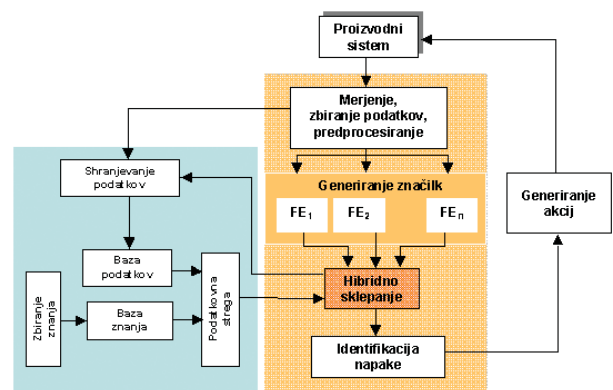 Proizvodni
sistem
Merjenje,
zbiranje podatkov,
predprocesiranje
Shranjevanje
podatkov
Generiranje značilk
FE1
FE2
FEn
Generiranje
akcij
Baza
podatkov
Hibridno
sklepanje
Zbiranje
znanja
Baza
znanja
Podatkovna
strega
Identifikacija
napake